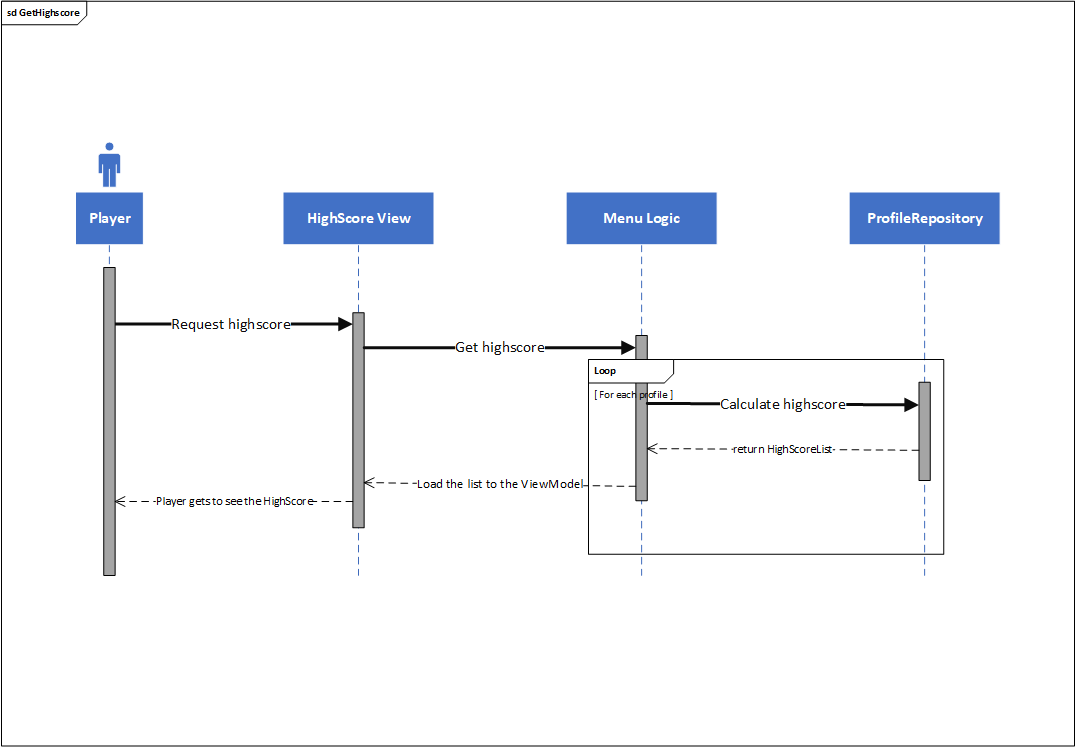 sd GetHighscore
Player
HighScore View
Menu Logic
ProfileRepository
Request highscore
Get highscore
Loop
[ For each profile ]
Calculate highscore
return HighScoreList
Load the list to the ViewModel
Player gets to see the HighScore